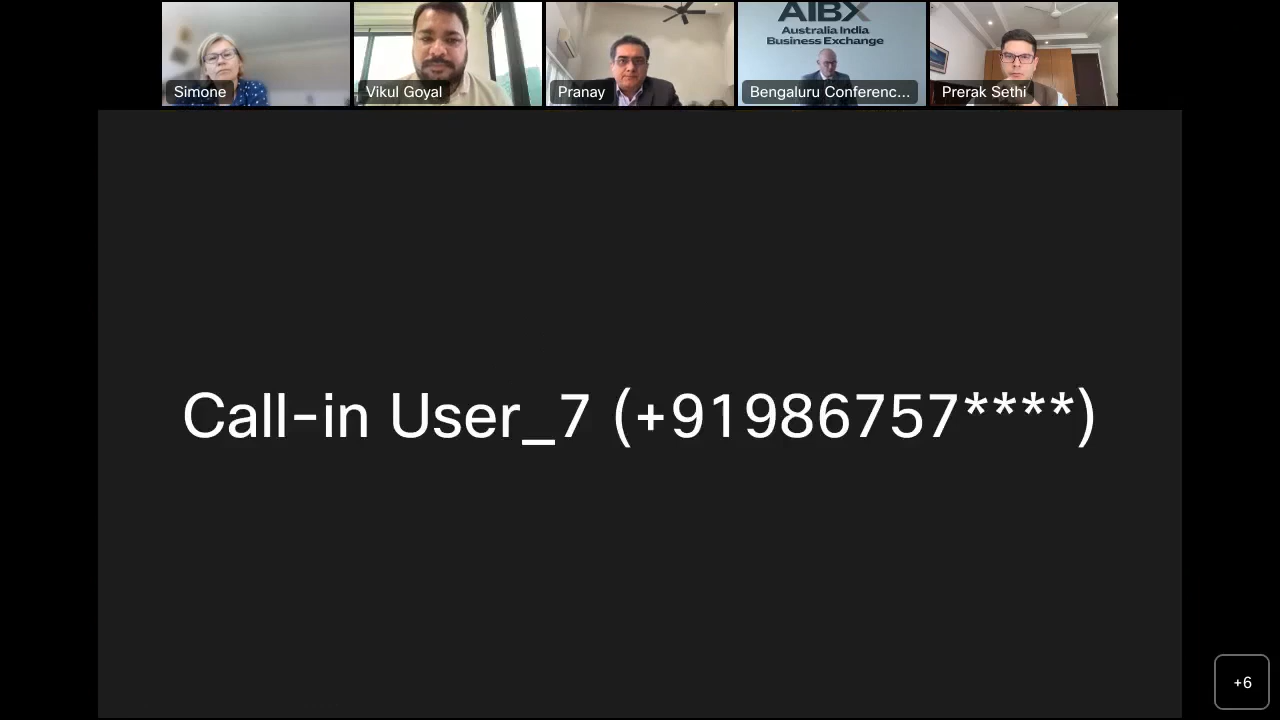 AIBX
Australia India
Business Exchange
Simone
Vikul Goyal
Pranay
Bengaluru Conferenc...
Prerak Sethi
Call-in User_7 (+91986757****)
+6